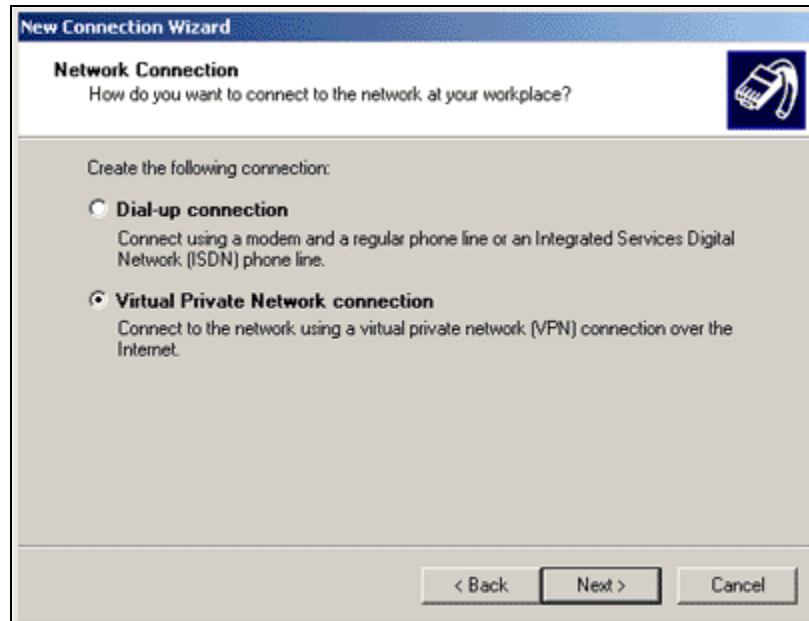 New Connection Wizard
Network Connection
How do you want to connect to the network at your workplace?
Create the following connection:
Dial-up connection
Connect using a modem and a regular phone line or an Integrated Services Digital
Network (ISDN) phone line.
Virtual Private Network connection
Connect to the network using a virtual private network (VPN) connection over the
Internet.
< Back
Next >
Cancel